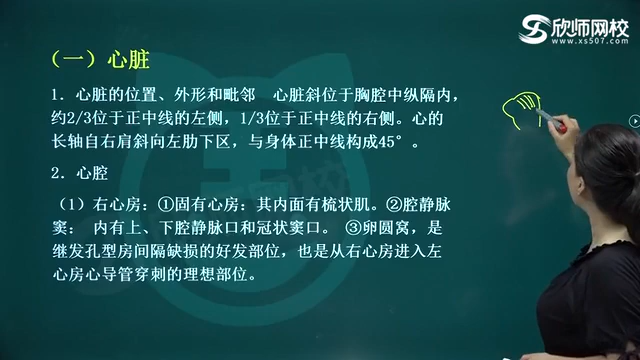 欣师网校
www.xs507.com
（一）心脏
1．心脏的位置、外形和毗邻　心脏斜位于胸腔中纵隔内，
约2/3位于正中线的左侧，1/3位于正中线的右侧。心的
长轴自右肩斜向左肋下区，与身体正中线构成45°。
2．心腔
（1）右心房：①固有心房：其内面有梳状肌。②腔静脉
窦： 内有上、下腔静脉口和冠状窦口。 ③卵圆窝，是
继发孔型房间隔缺损的好发部位，也是从右心房进入左
心房心导管穿刺的理想部位。